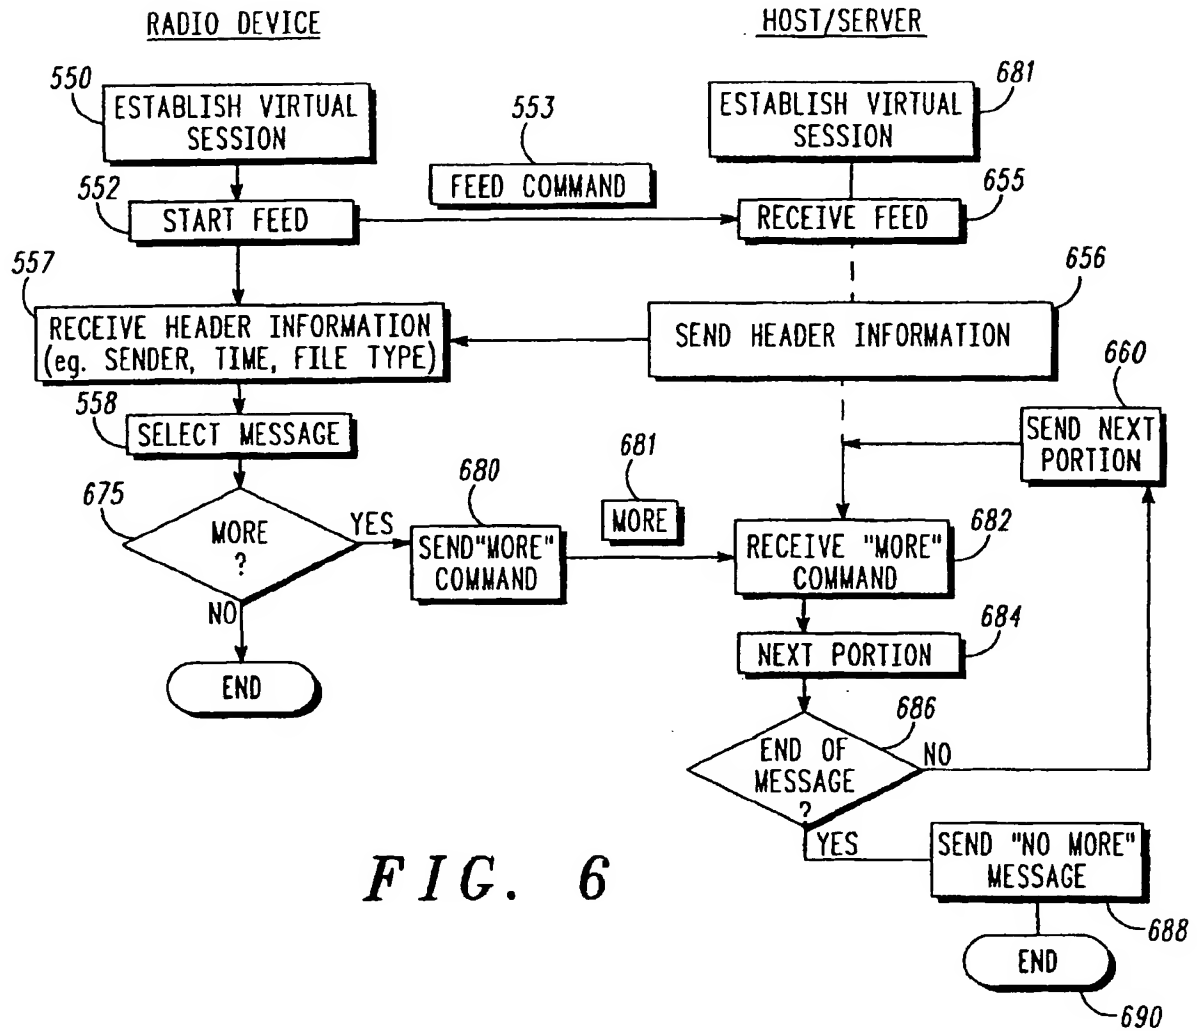 RADIO DEVICE
HOST/SERVER
550
ESTABLISH VIRTUAL
SESSION
681
ESTABLISH VIRTUAL
SESSION
553
FEED COMMAND
552
START FEED
655
RECEIVE FEED
557
RECEIVE HEADER INFORMATION
(eg. SENDER, TIME, FILE TYPE)
656
SEND HEADER INFORMATION
558
SELECT MESSAGE
660
SEND NEXT
PORTION
675
MORE
?
YES
NO
680
SEND"MORE"
COMMAND
681
MORE
682
RECEIVE "MORE"
COMMAND
END
684
NEXT PORTION
686
END OF
MESSAGE
?
NO
YES
SEND "NO MORE"
MESSAGE
688
END
690
FIG. 6